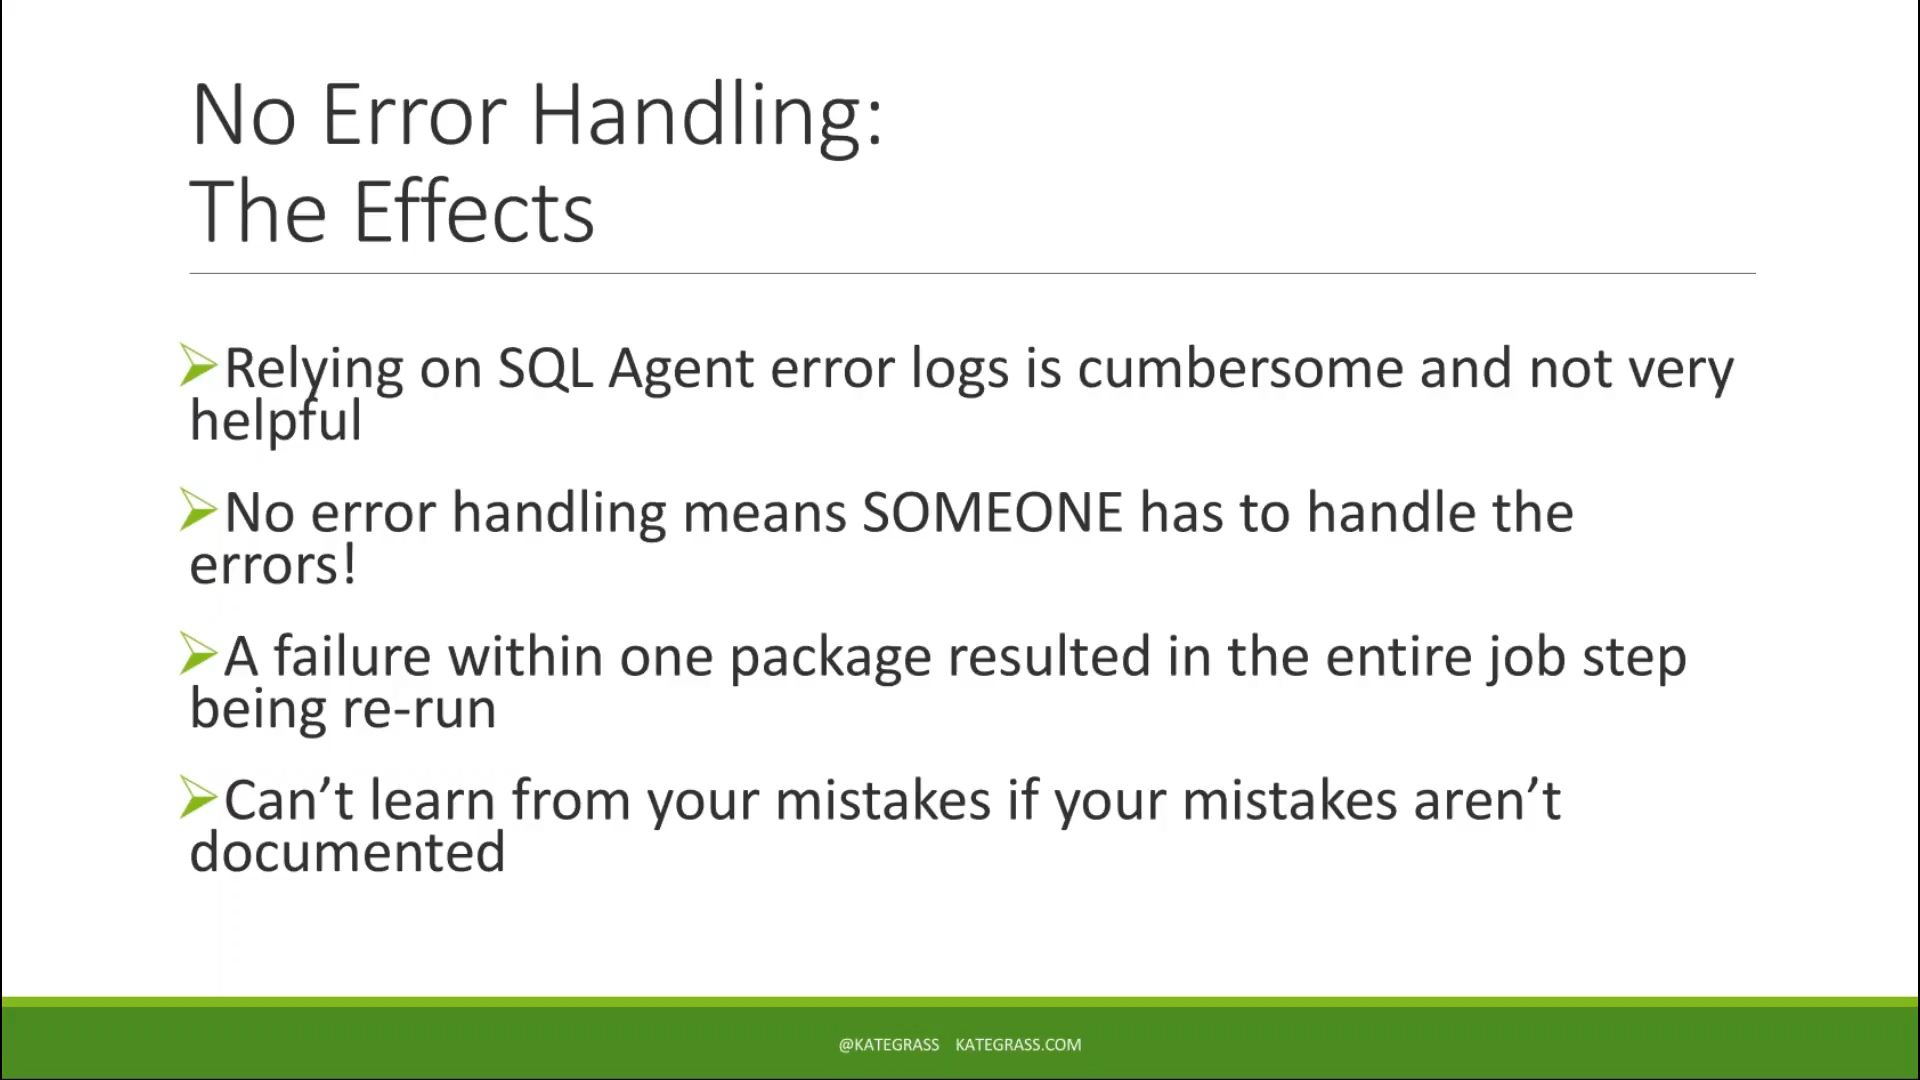 No Error Handling:
The Effects
Relying on SQL Agent error logs is cumbersome and not very
helpful
No error handling means SOMEONE has to handle the
errors!
A failure within one package resulted in the entire job step
being re-run
Can’t learn from your mistakes if your mistakes aren’t
documented
@KATEGRASS KATEGRASS.COM